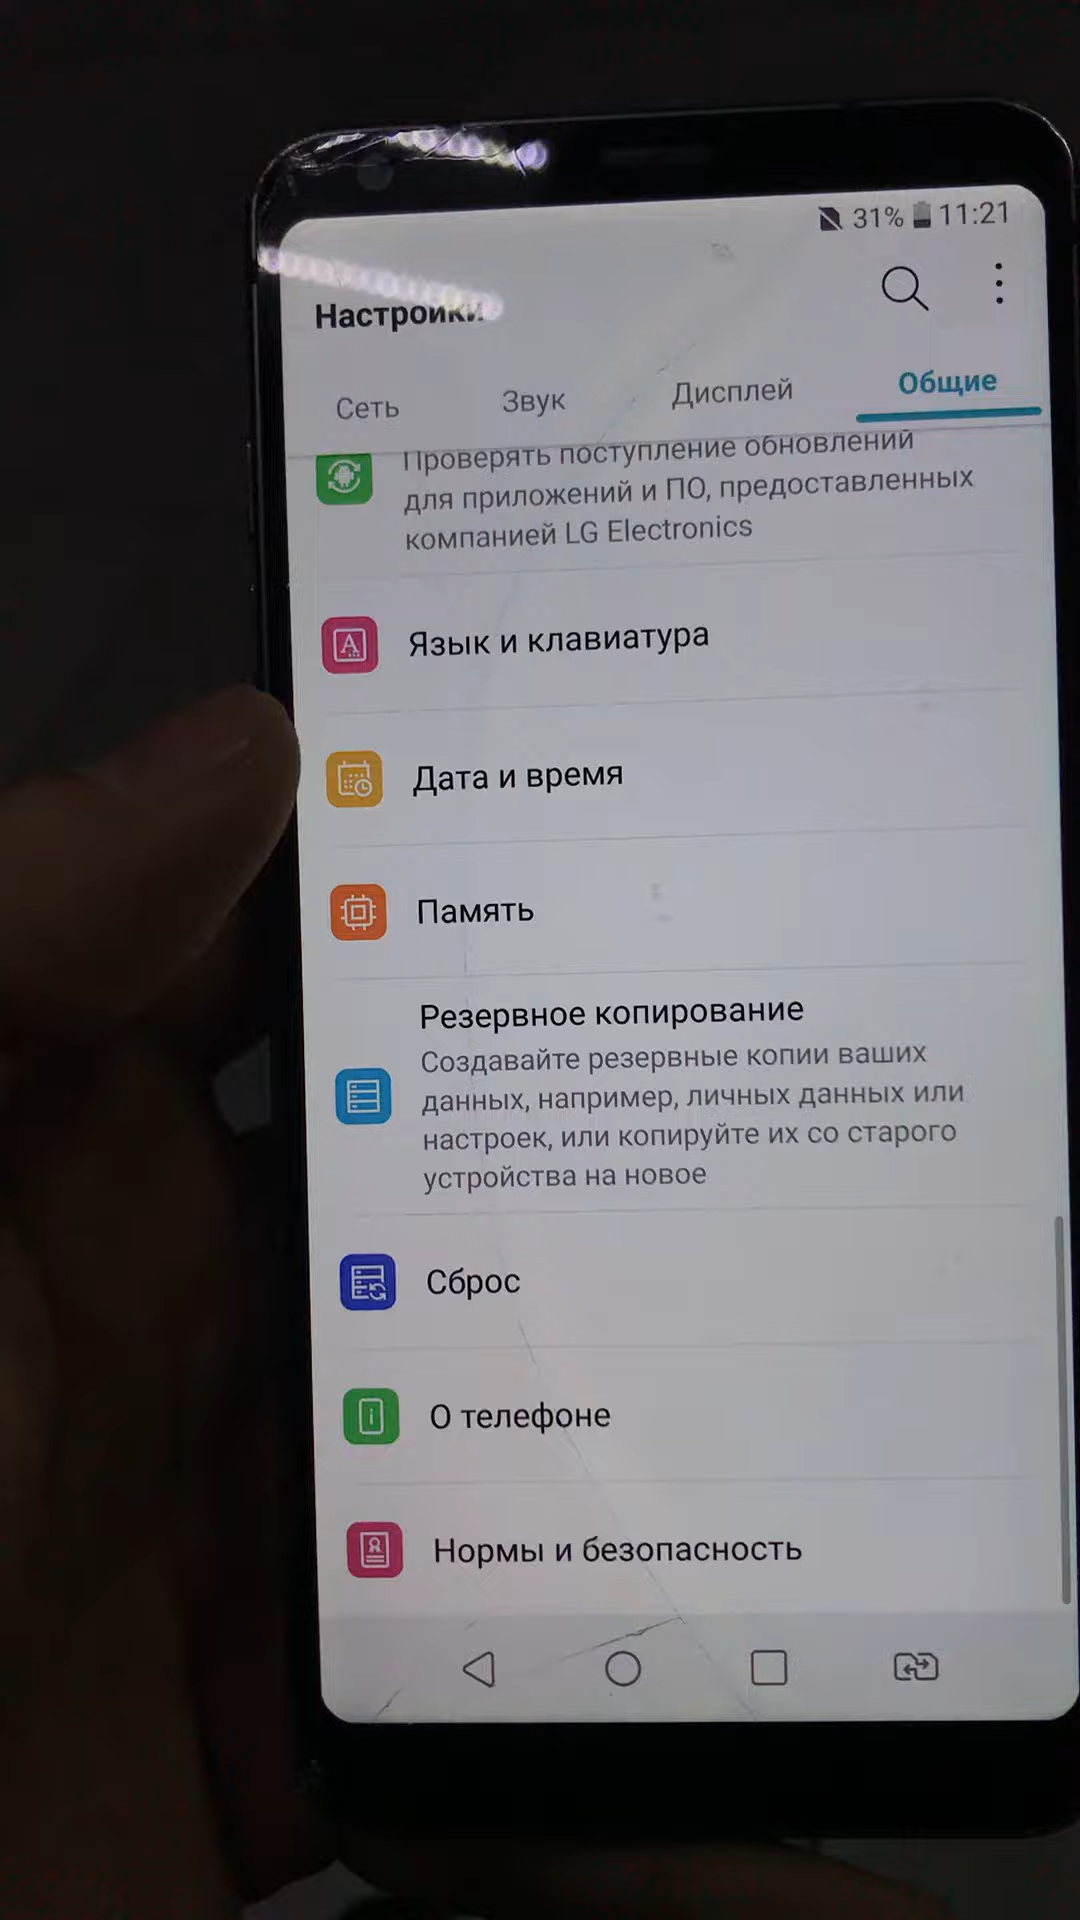 31% 11:21
Настройки
Сеть Звук Дисплей Общие
Проверять поступление обновлений
для приложений и ПО, предоставленных
компанией LG Electronics
Язык и клавиатура
Дата и время
Память
Резервное копирование
Создавайте резервные копии ваших
данных, например, личных данных или
настроек, или копируйте их со старого
устройства на новое
Сброс
О телефоне
Нормы и безопасность